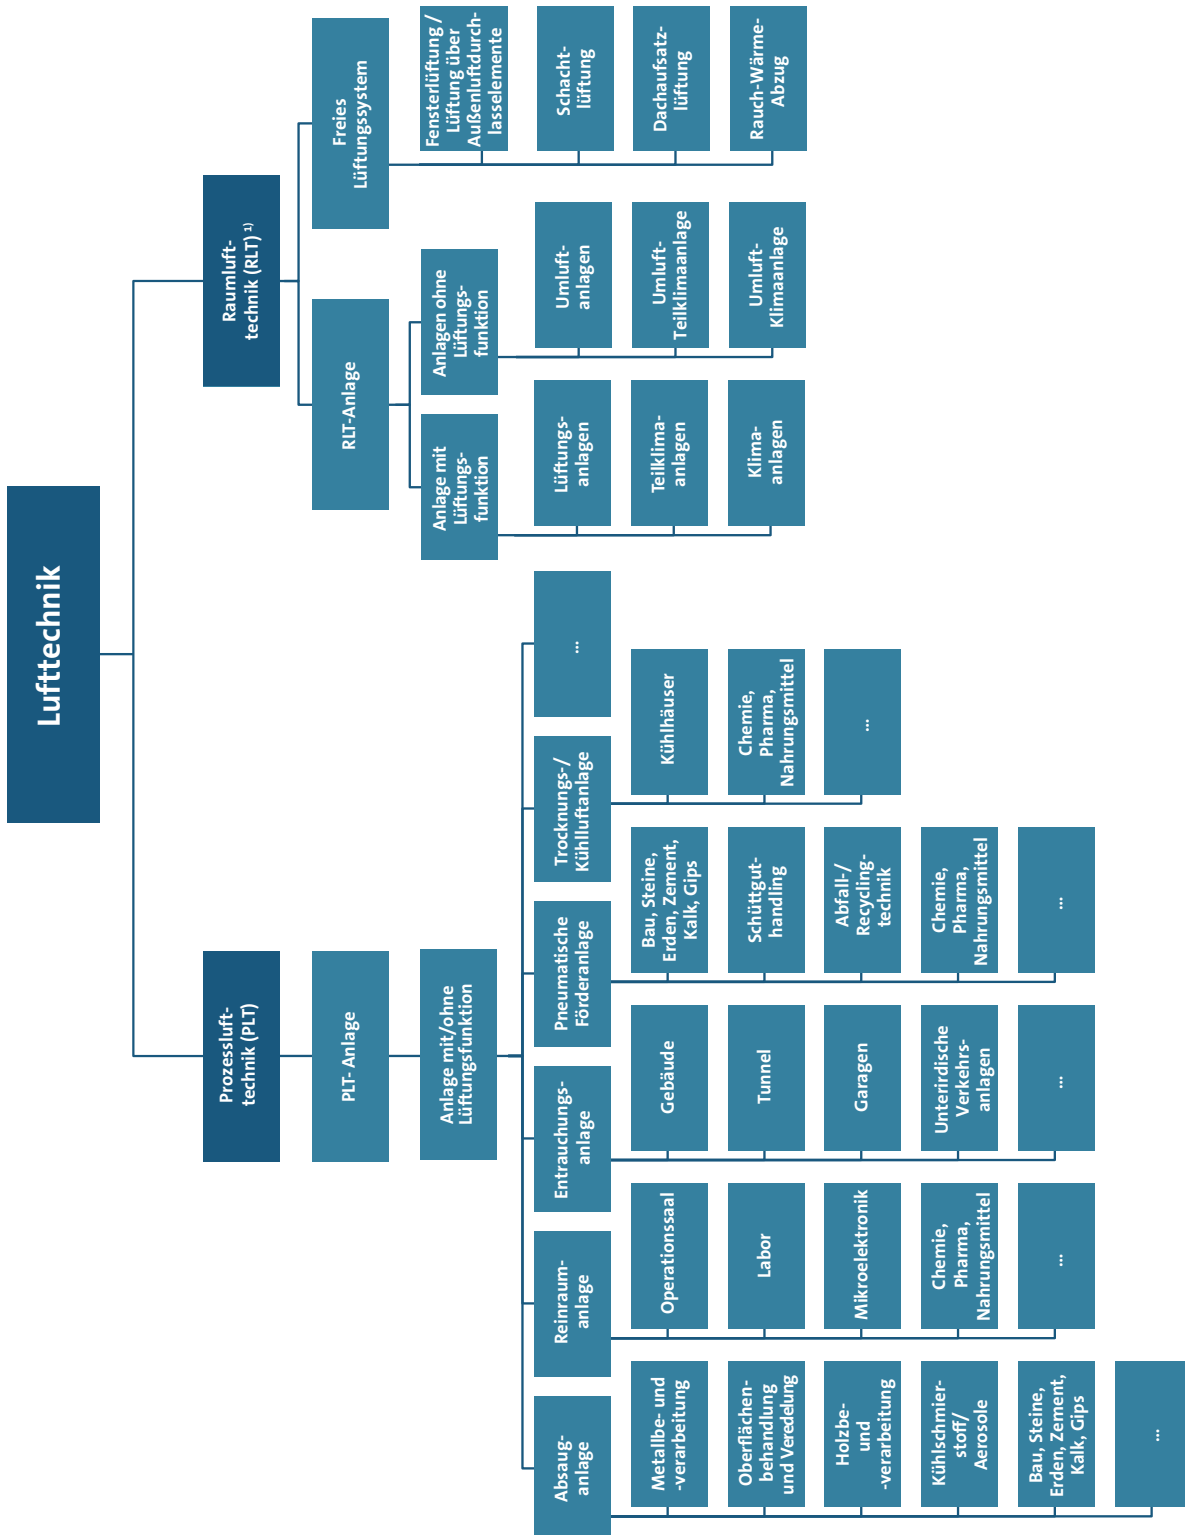 Lufttechnik
Prozessluft-
technik (PLT)
Raumluft-
technik (RLT) ¹⁾
PLT- Anlage
RLT-Anlage
Freies
Lüftungssystem
Anlage mit/ohne
Lüftungsfunktion
Anlage mit
Lüftungs-
funktion
Anlagen ohne
Lüftungs-
funktion
Fensterlüftung /
Lüftung über
Außenluftdurch-
lasselemente
Schacht-
lüftung
Dachaufsatz-
lüftung
Rauch-Wärme-
Abzug
Absaug-
anlage
Metallbe- und
-verarbeitung
Oberflächen-
behandlung
und Veredelung
Holzbe-
und
-verarbeitung
Kühlschmier-
stoff/
Aerosole
Bau, Steine,
Erden, Zement,
Kalk, Gips
...
Reinraum-
anlage
Operationssaal
Labor
Mikroelektronik
Chemie,
Pharma,
Nahrungsmittel
...
Entrauchungs-
anlage
Gebäude
Tunnel
Garagen
Unterirdische
Verkehrs-
anlagen
...
Pneumatische
Förderanlage
Bau, Steine,
Erden, Zement,
Kalk, Gips
Schüttgut-
handling
Abfall-/
Recycling-
technik
Chemie,
Pharma,
Nahrungsmittel
...
Trocknungs-/
Kühlluftanlage
Kühlhäuser
Chemie,
Pharma,
Nahrungsmittel
...
...
Lüftungs-
anlagen
Teilklima-
anlagen
Klima-
anlagen
Umluft-
anlagen
Umluft-
Teilklimaanlage
Umluft-
Klimaanlage